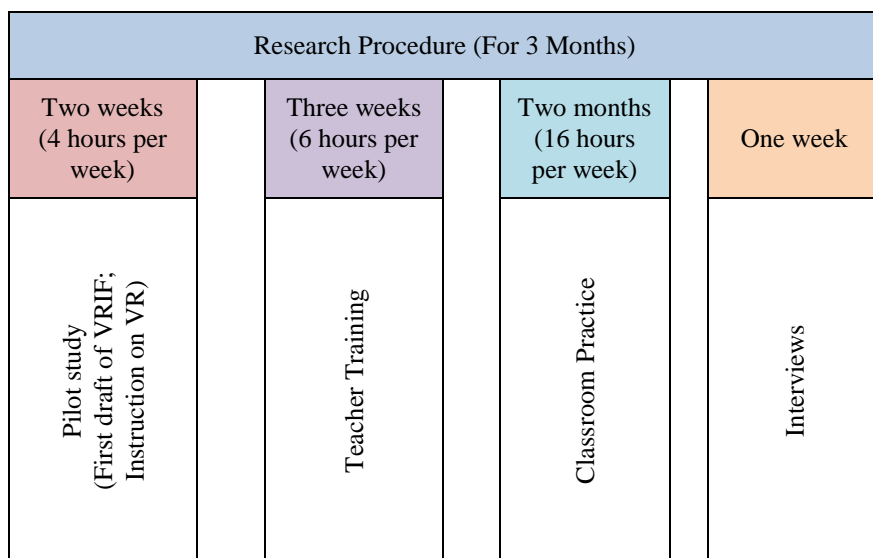 Research Procedure (For 3 Months)
Two weeks
(4 hours per
week)
Three weeks
(6 hours per
week)
Two months
(16 hours
per week)
One week
Pilot study
(First draft of VRIF;
Instruction on VR)
Teacher Training
Classroom Practice
Interviews